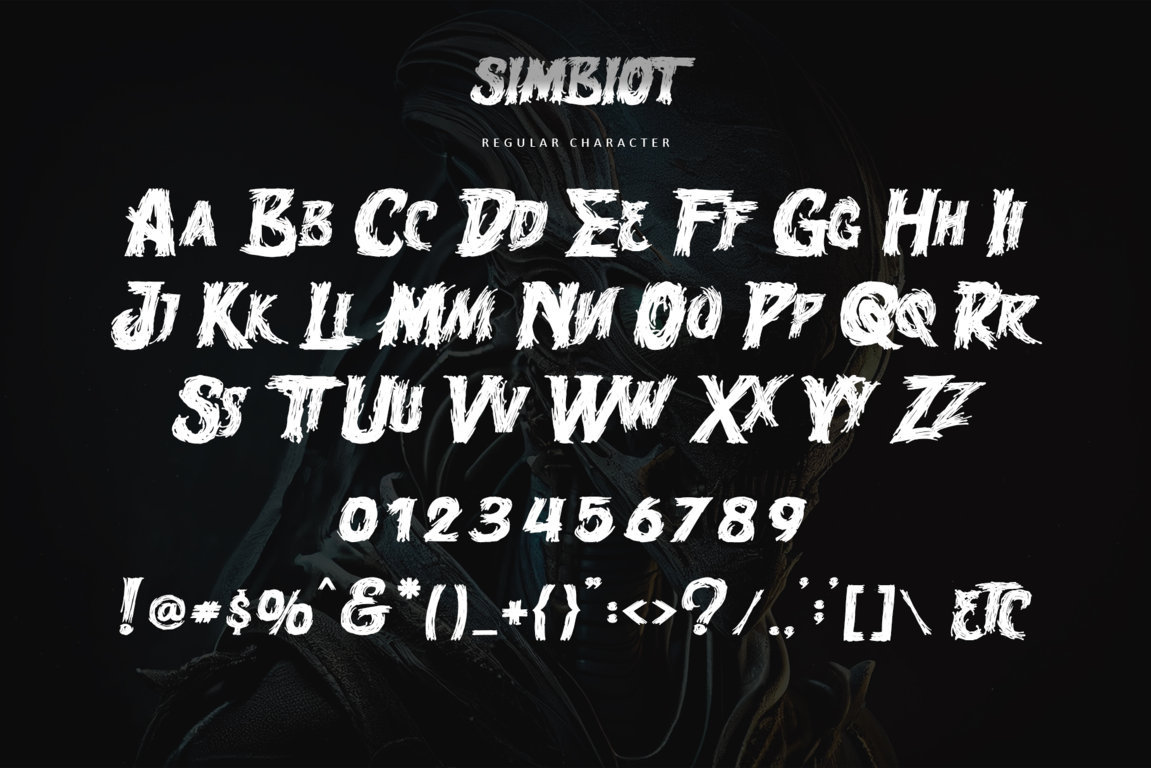 SIMBIOT
REGULAR CHARACTER
Aa Bb Cc Dd Ee Ff Gg Hh Ii
Jj Kk Ll Mm Nn Oo Pp Qq Rr
Ss Tt Uu Vv Ww Xx Yy Zz
0123456789
!@#$%^&*()_+{}":<>?/.,';'[]\ ETC